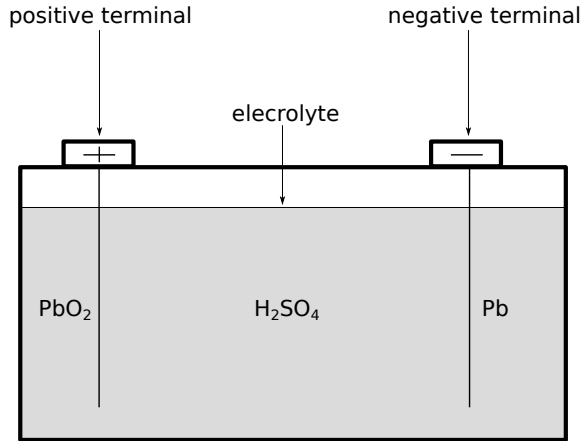 positive terminal
negative terminal
elecrolyte
+
—
PbO₂
H₂SO₄
Pb